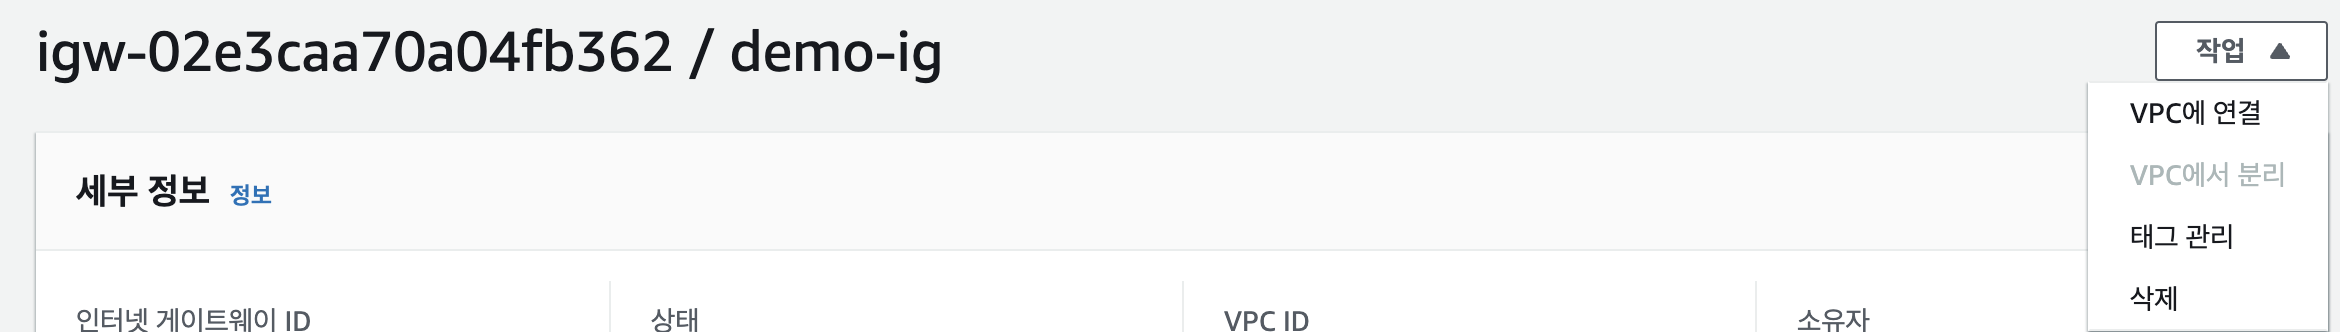 igw-02e3caa70a04fb362 / demo-ig
작업
VPC에 연결
VPC에서 분리
태그 관리
삭제
세부 정보 정보
인터넷 게이트웨이 ID
상태
VPC ID
소유자